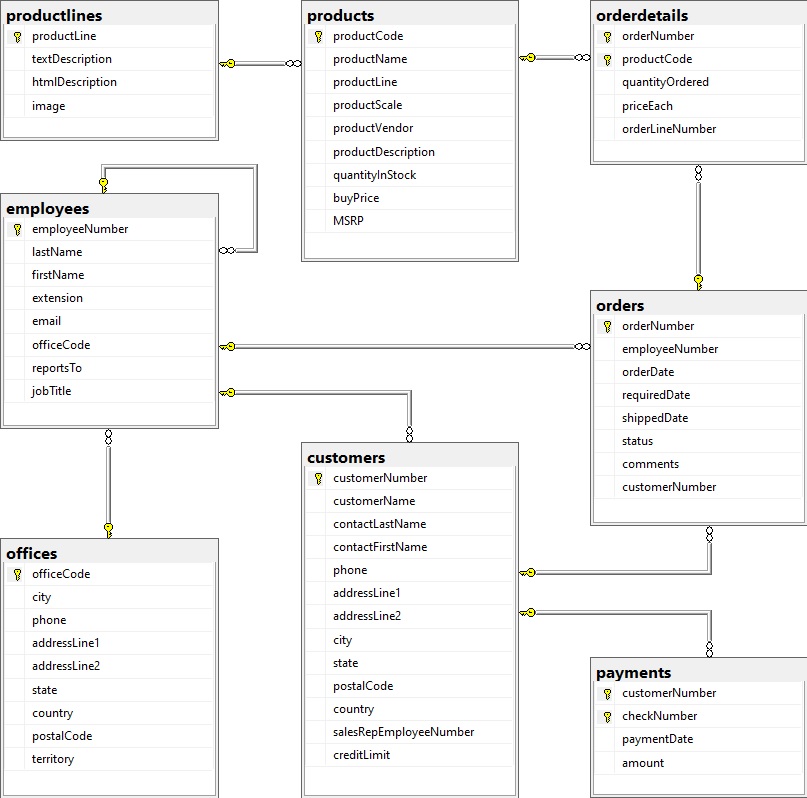 productlines
productLine
textDescription
htmlDescription
image
products
productCode
productName
productLine
productScale
productVendor
productDescription
quantityInStock
buyPrice
MSRP
orderdetails
orderNumber
productCode
quantityOrdered
priceEach
orderLineNumber
employees
employeeNumber
lastName
firstName
extension
email
officeCode
reportsTo
jobTitle
orders
orderNumber
employeeNumber
orderDate
requiredDate
shippedDate
status
comments
customerNumber
customers
customerNumber
customerName
contactLastName
contactFirstName
phone
addressLine1
addressLine2
city
state
postalCode
country
salesRepEmployeeNumber
creditLimit
offices
officeCode
city
phone
addressLine1
addressLine2
state
country
postalCode
territory
payments
customerNumber
checkNumber
paymentDate
amount